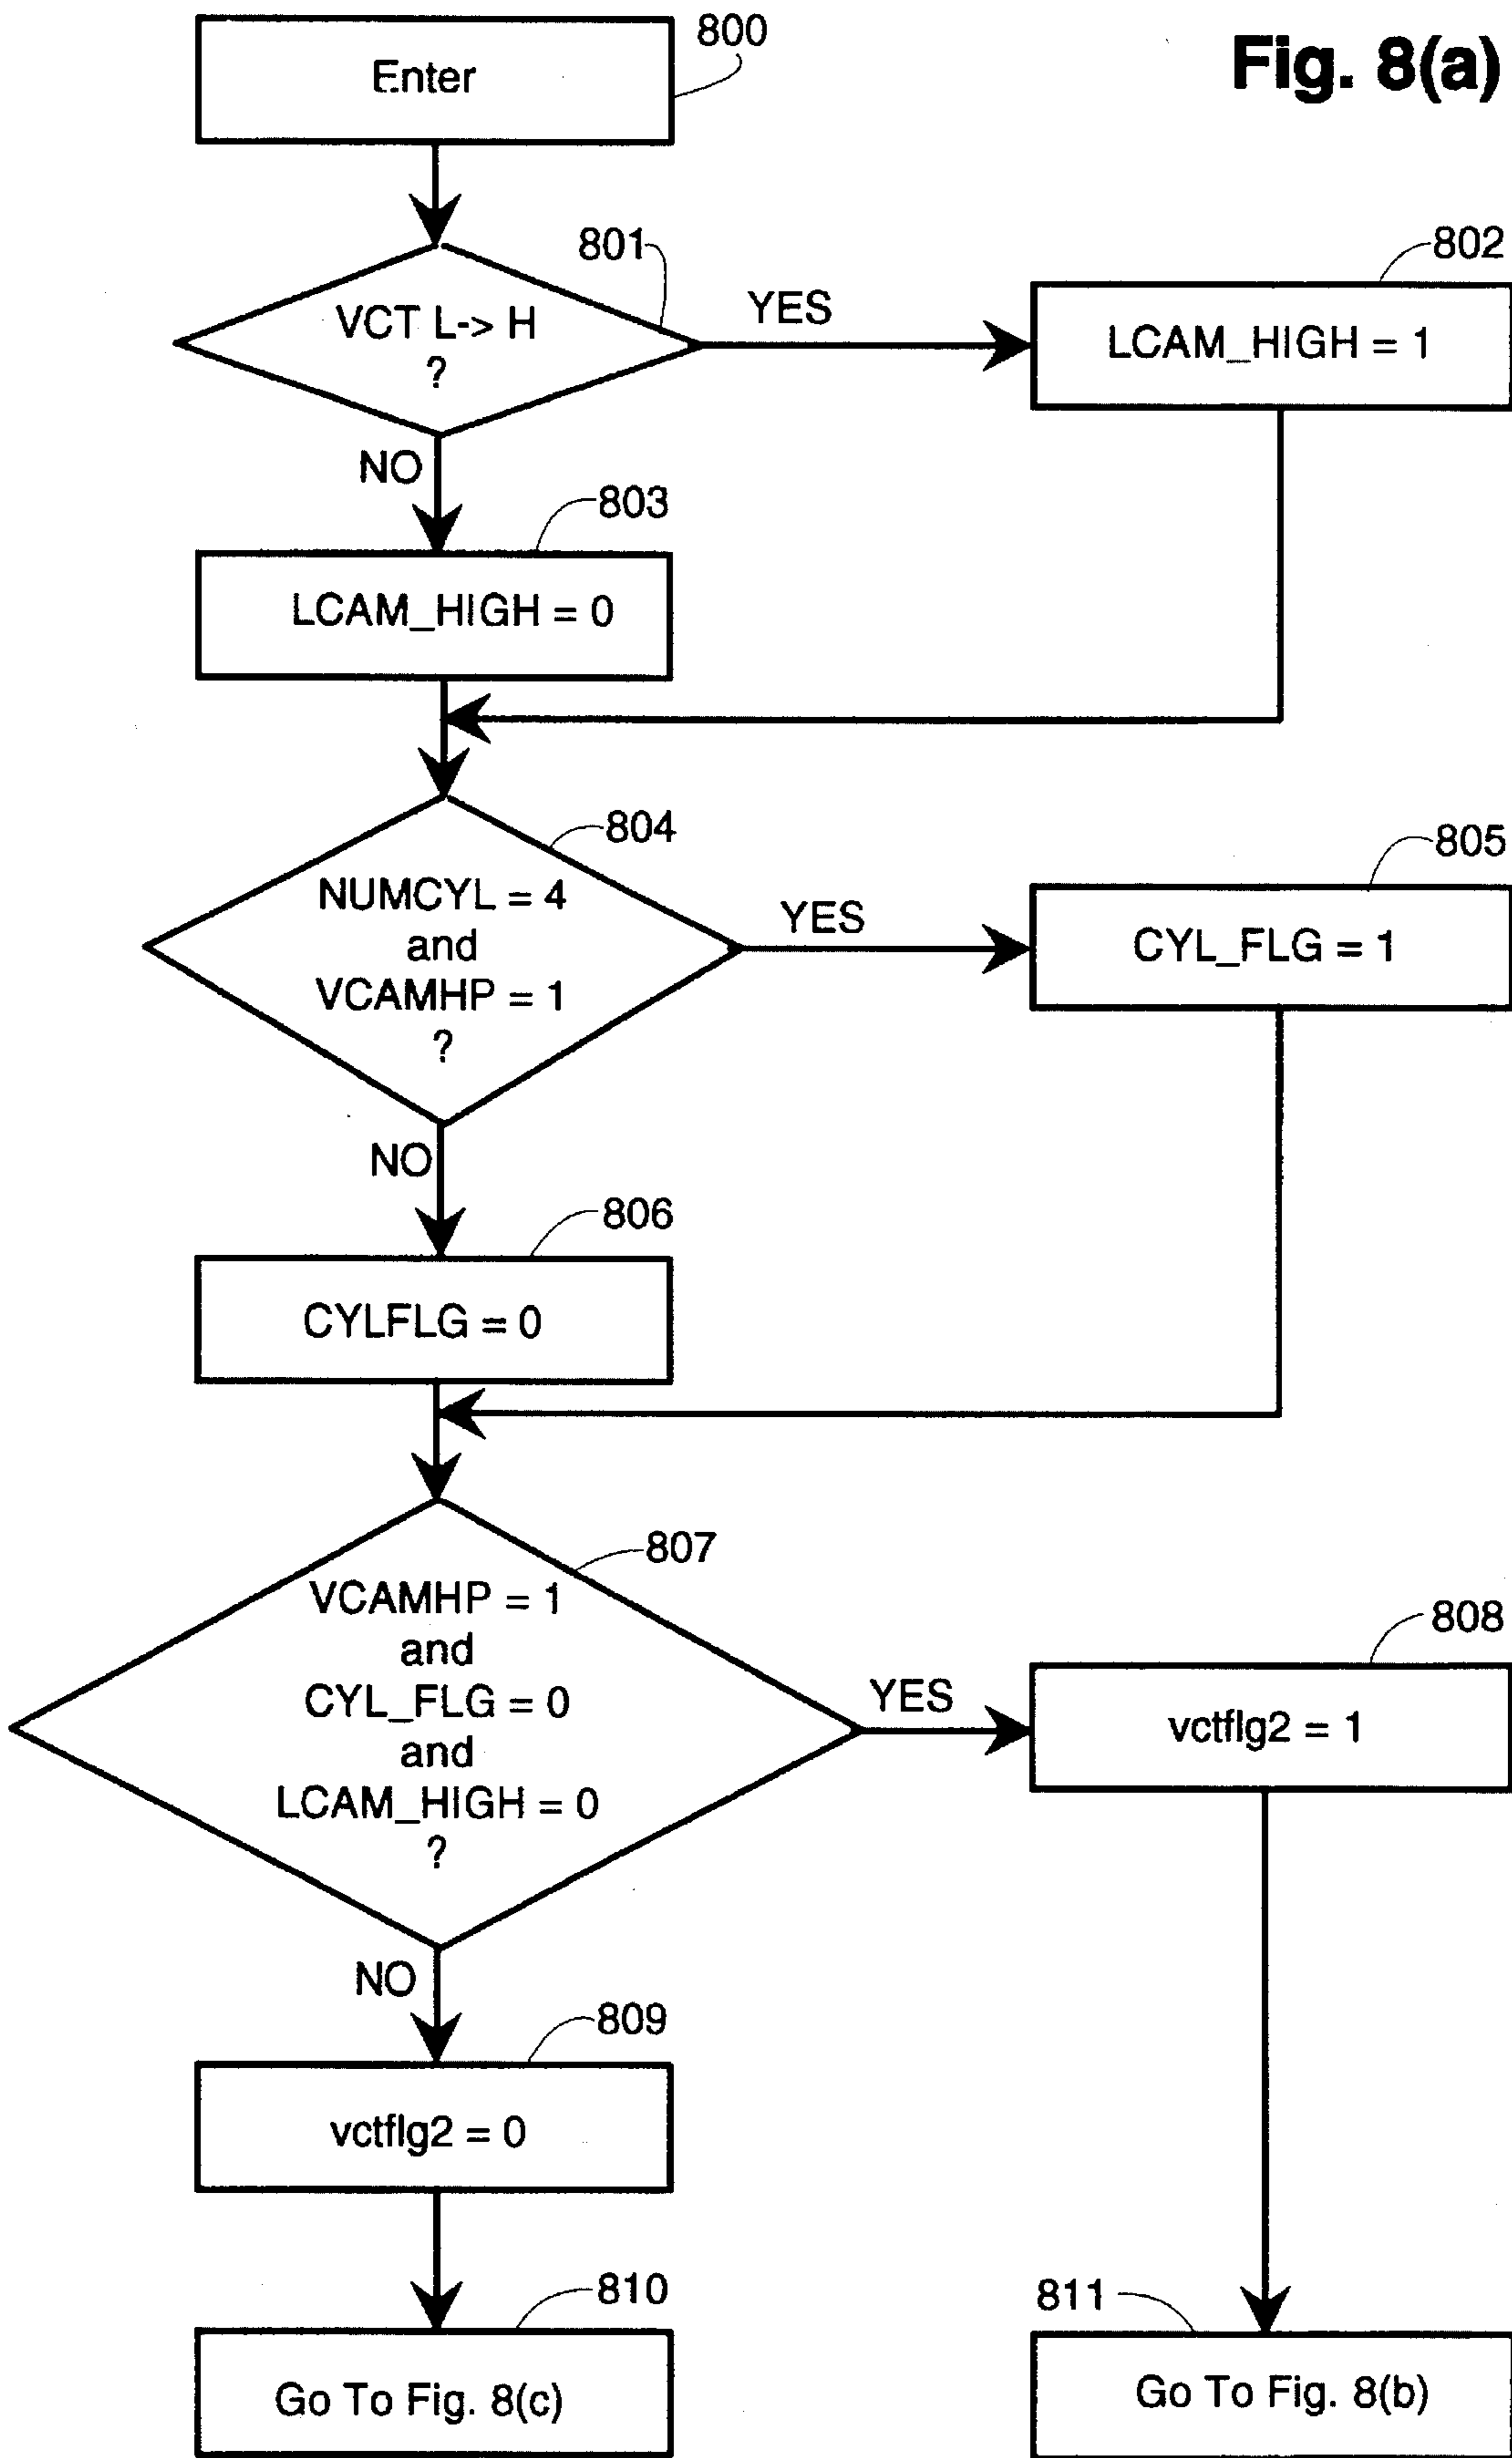 Fig. 8(a)
800
Enter
801
VCT L-> H
?
YES
802
LCAM_HIGH = 1
NO
803
LCAM_HIGH = 0
804
NUMCYL = 4
and
VCAMHP = 1
?
YES
805
CYL_FLG = 1
NO
806
CYLFLG = 0
807
VCAMHP = 1
and
CYL_FLG = 0
and
LCAM_HIGH = 0
?
YES
808
vctflg2 = 1
NO
809
vctflg2 = 0
810
Go To Fig. 8(c)
811
Go To Fig. 8(b)